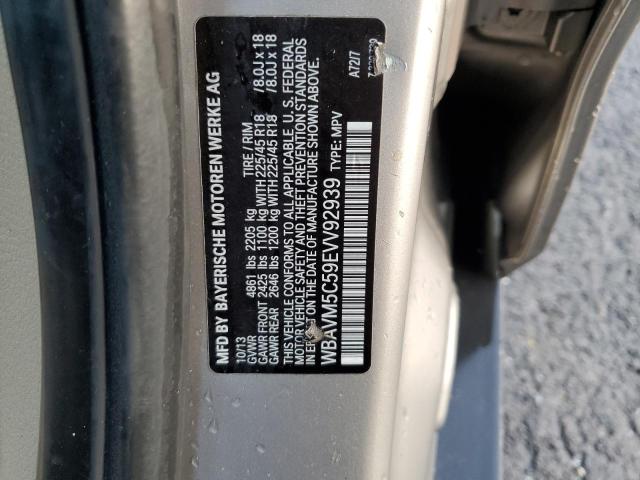 MFD BY BAYERISCHE MOTOREN WERKE AG
10/13 TIRE / RIM
GVWR 4861 lbs 2205 kg
GAWR FRONT 2425 lbs 1100 kg WITH 225/45 R18 / 8.0J x 18
GAWR REAR 2646 lbs 1200 kg WITH 225/45 R18 / 8.0J x 18
THIS VEHICLE CONFORMS TO ALL APPLICABLE U.S. FEDERAL
MOTOR VEHICLE SAFETY AND THEFT PREVENTION STANDARDS
IN EFFECT ON THE DATE OF MANUFACTURE SHOWN ABOVE.
WBAVM5C59EVW92939 TYPE: MPV
A72/7